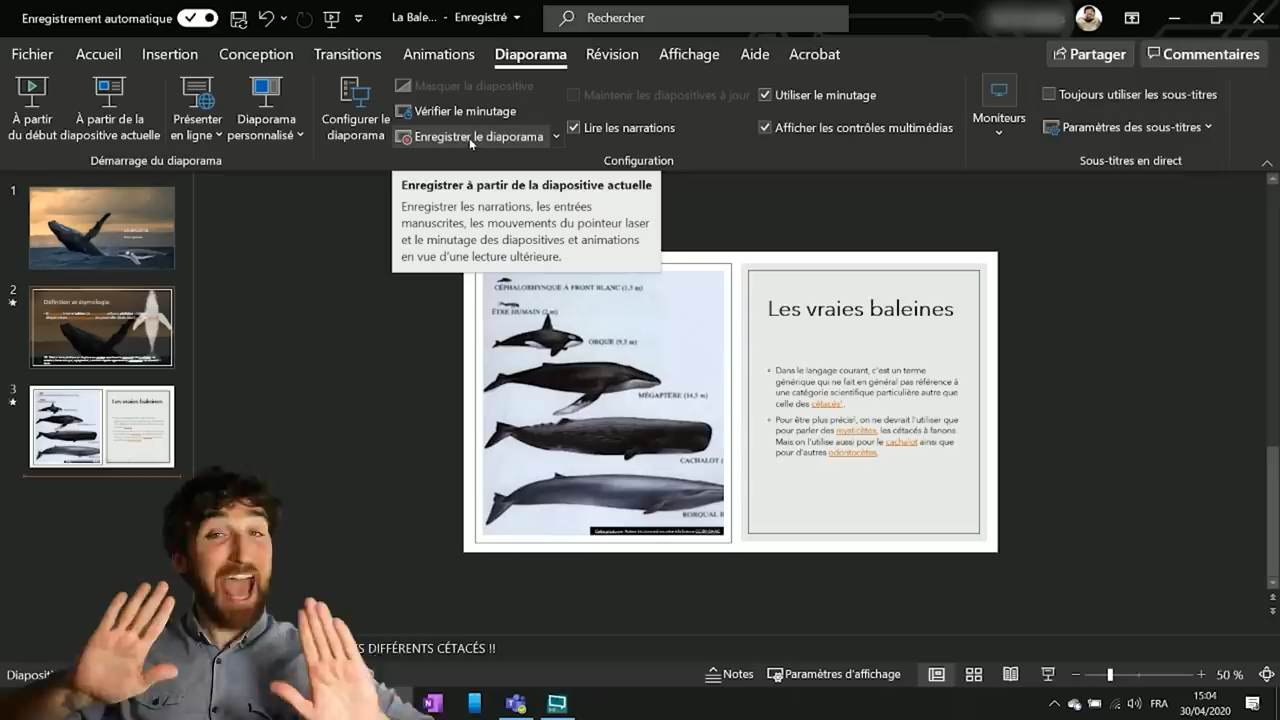 Enregistrement automatique
La Bale... - Enregistré
Rechercher
Fichier
Accueil
Insertion
Conception
Transitions
Animations
Diaporama
Révision
Affichage
Aide
Acrobat
Partager
Commentaires
À partir
du début
À partir de la
diapositive actuelle
Présenter
en ligne
Diaporama
personnalisé
Démarrage du diaporama
Configurer le
diaporama
Masquer la diapositive
Vérifier le minutage
Enregistrer le diaporama
Maintenir les diapositives à jour
Lire les narrations
Utiliser le minutage
Afficher les contrôles multimédias
Configuration
Moniteurs
Toujours utiliser les sous-titres
Paramètres des sous-titres
Sous-titres en direct
Enregistrer à partir de la diapositive actuelle
Enregistrer les narrations, les entrées
manuscrites, les mouvements du pointeur laser
et le minutage des diapositives et animations
en vue d'une lecture ultérieure.
1
2
Définition et étymologie
3
Les vraies baleines
CÉPHALORHYNQUE À FRONT BLANC (1,5 m)
ÊTRE HUMAIN (2 m)
ORQUE (9,5 m)
MÉGAPTÈRE (14,5 m)
CACHALOT (
RORQUAL B
Les vraies baleines
Dans le langage courant, c'est un terme
générique qui ne fait en général pas référence à
une catégorie scientifique particulière autre que
celle des cétacés¹.
Pour être plus précis, on ne devrait l'utiliser que
pour parler des mysticètes, les cétacés à fanons.
Mais on l'utilise aussi pour le cachalot ainsi que
pour d'autres odontocètes.
S DIFFÉRENTS CÉTACÉS !!
Diapositi
Notes
Paramètres d'affichage
50 %
FRA
15:04
30/04/2020